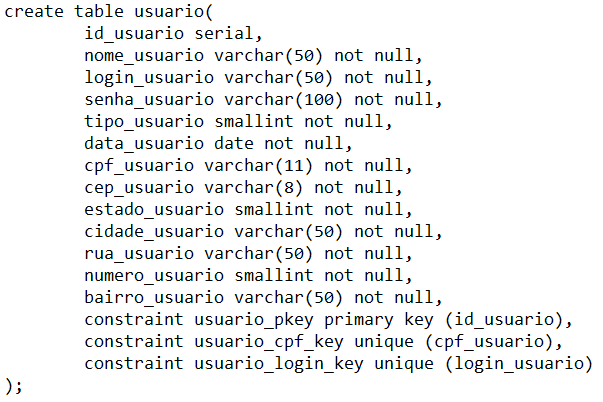 create table usuario(
id_usuario serial,
nome_usuario varchar(50) not null,
login_usuario varchar(50) not null,
senha_usuario varchar(100) not null,
tipo_usuario smallint not null,
data_usuario date not null,
cpf_usuario varchar(11) not null,
cep_usuario varchar(8) not null,
estado_usuario smallint not null,
cidade_usuario varchar(50) not null,
rua_usuario varchar(50) not null,
numero_usuario smallint not null,
bairro_usuario varchar(50) not null,
constraint usuario_pkey primary key (id_usuario),
constraint usuario_cpf_key unique (cpf_usuario),
constraint usuario_login_key unique (login_usuario)
);